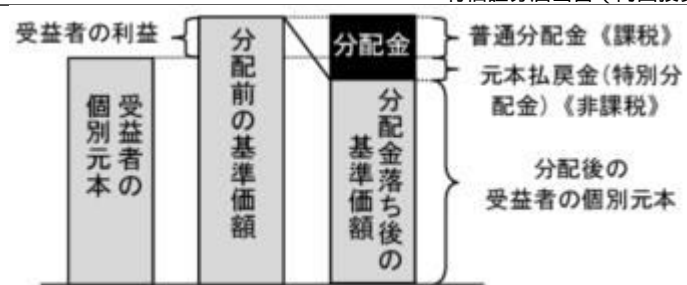 受益者の利益
受益者の
個別元本
分配前の基準価額
分配金
分配金落ち後の
基準価額
普通分配金《課税》
元本払戻金(特別分
配金)《非課税》
分配後の
受益者の個別元本